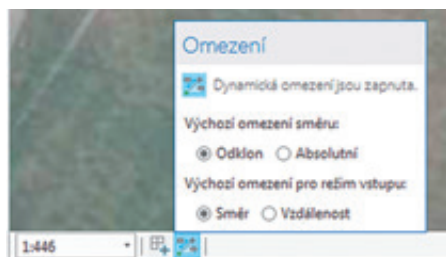 Omezení
Dynamická omezení jsou zapnuta.
Výchozí omezení směru:
Odklon Absolutní
Výchozí omezení pro režim vstupu:
Směr Vzdálenost
1:446